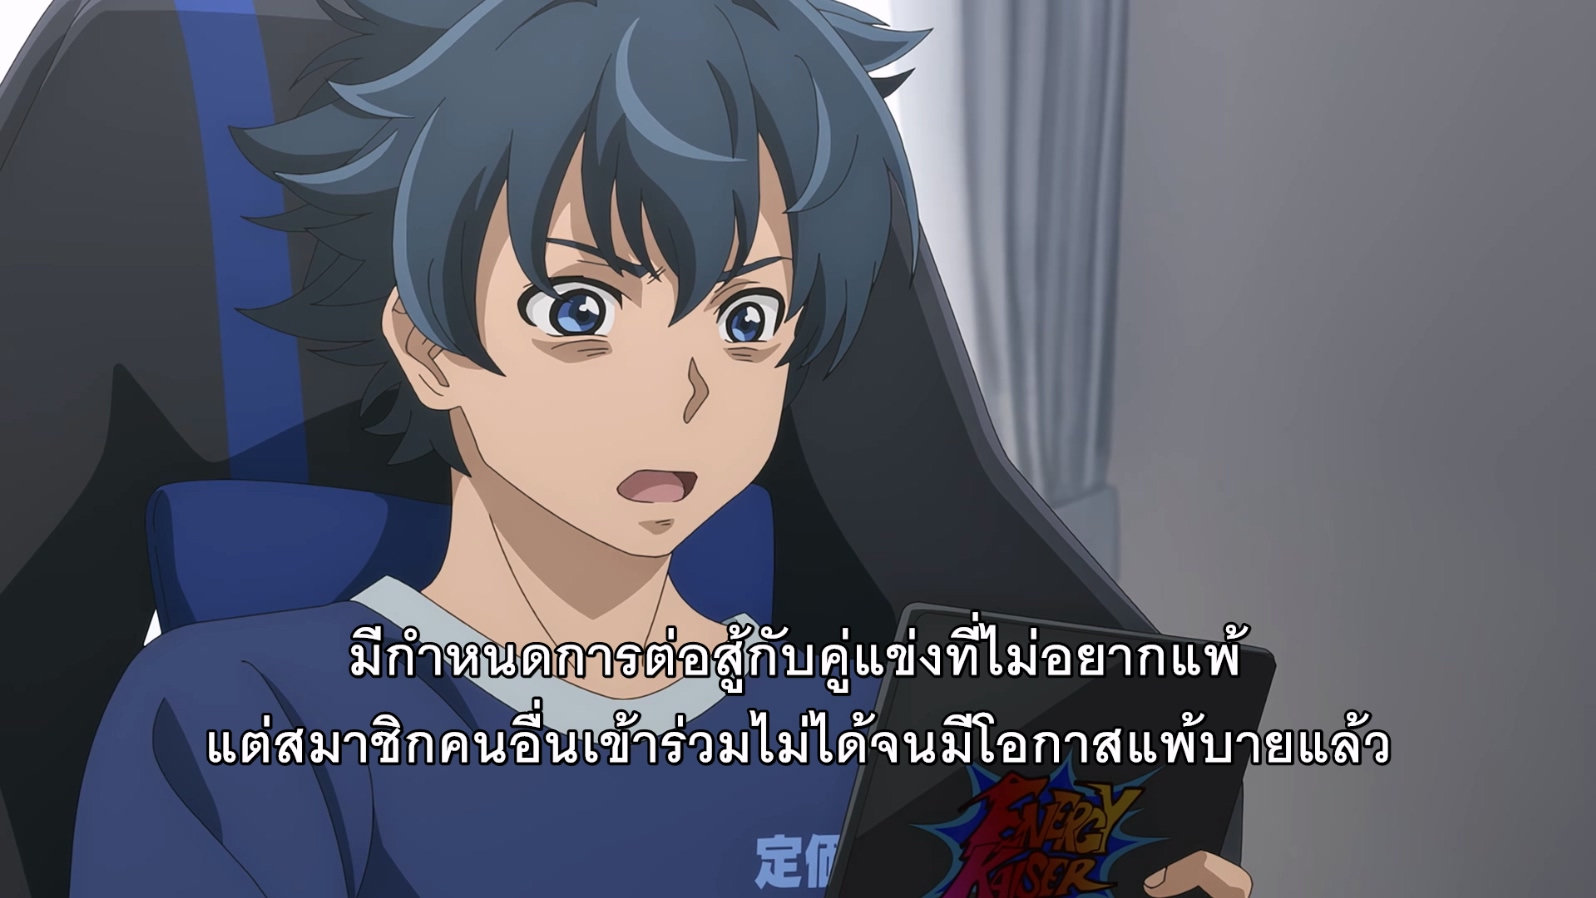 มีกำหนดการต่อสู้กับคู่แข่งที่ไม่อยากแพ้
แต่สมาชิกคนอื่นเข้าร่วมไม่ได้จนมีโอกาสแพ้บายแล้ว
定価
ENERGY
KAISER